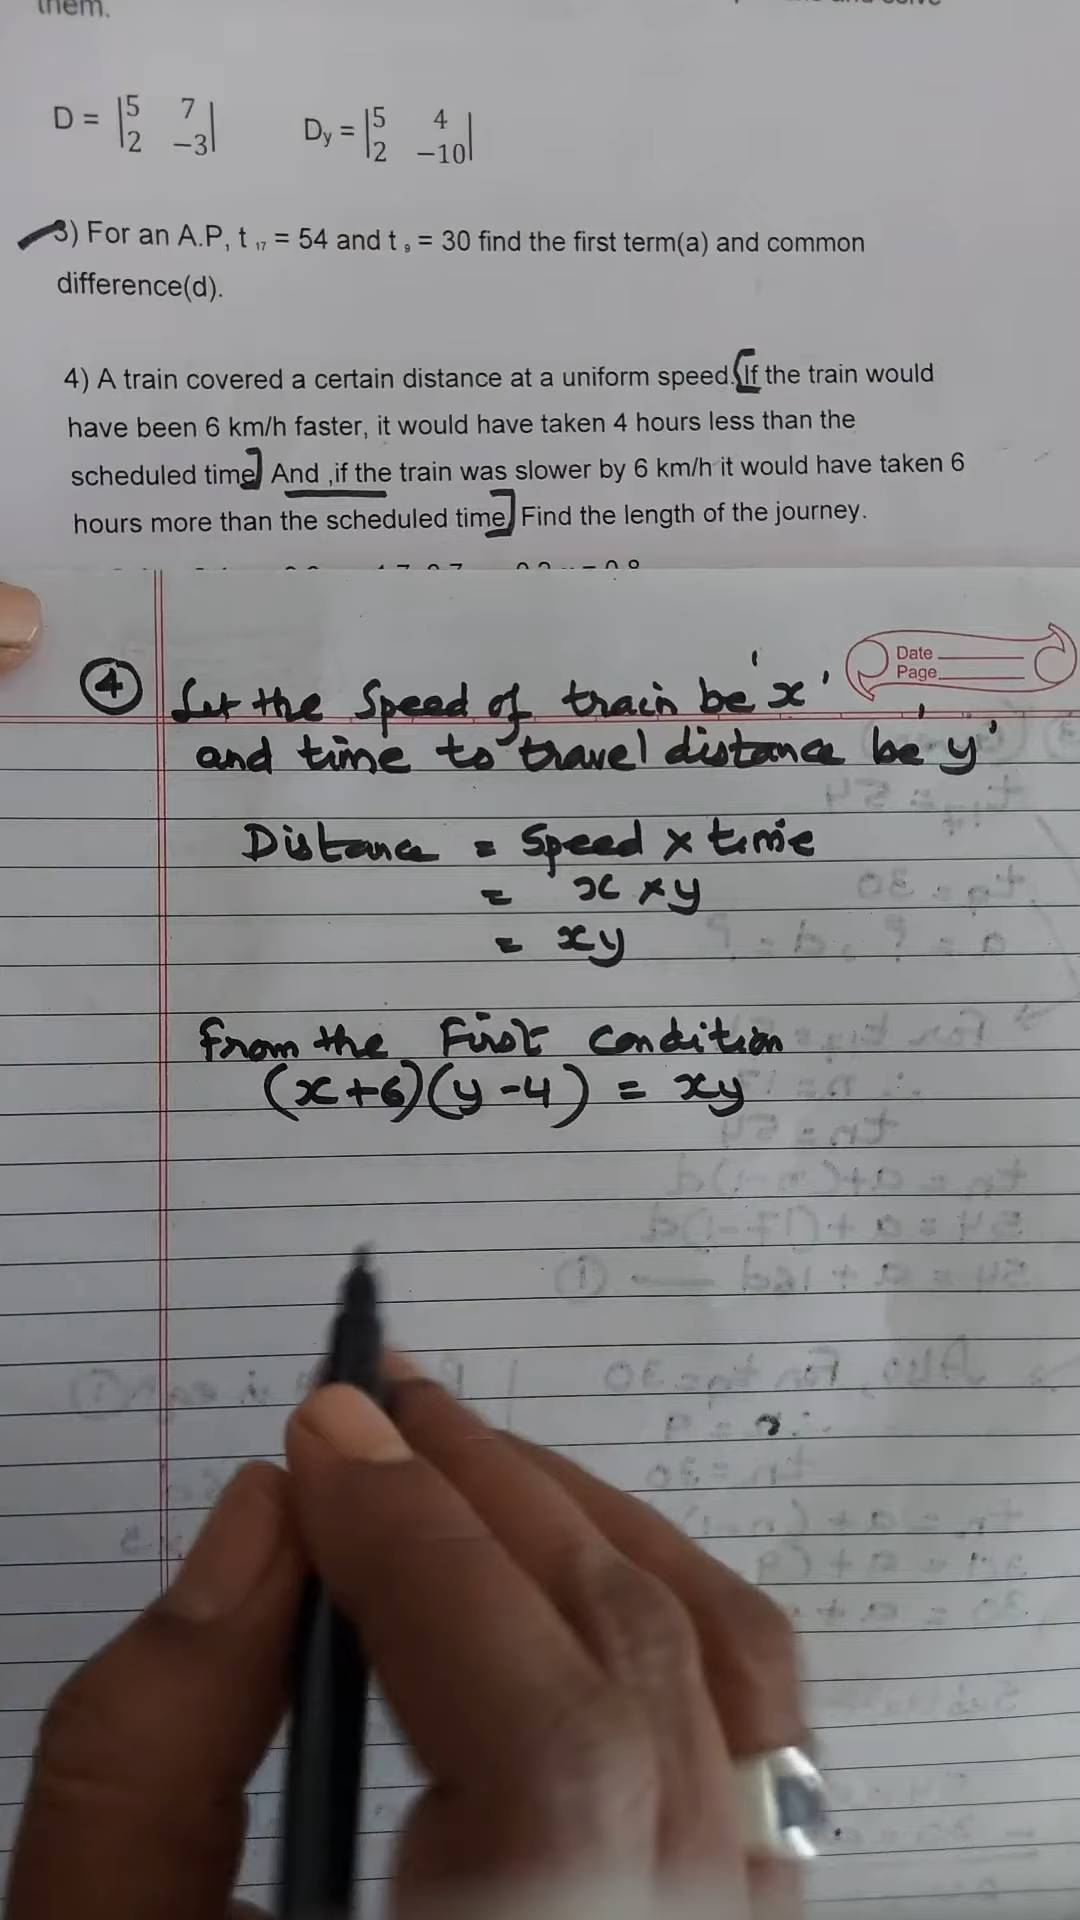 them.
D = |5 7| Dy = |5 4|
|2 −3| |2 −10|
3) For an A.P, t 17 = 54 and t 9 = 30 find the first term(a) and common
difference(d).
4) A train covered a certain distance at a uniform speed. If the train would
have been 6 km/h faster, it would have taken 4 hours less than the
scheduled time] And ,if the train was slower by 6 km/h it would have taken 6
hours more than the scheduled time] Find the length of the journey.
Date
Page
④ Let the Speed of train be 'x'
and time to travel distance be 'y'
Distance = Speed × time
= x × y
= xy
From the First Condition
(x+6)(y-4) = xy